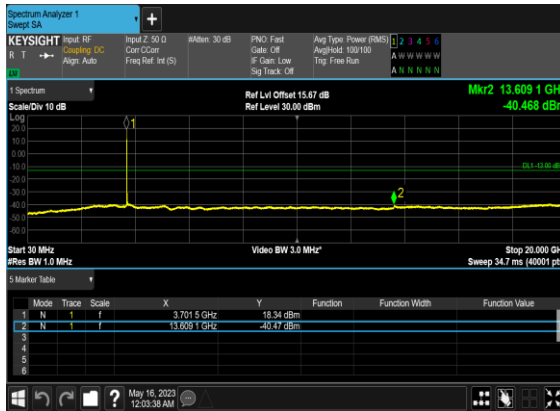 Spectrum Analyzer 1
Swept SA
+
KEYSIGHT Input: RF Input Z: 50 Ω #Atten: 30 dB PNO: Fast Avg Type: Power (RMS) 1 2 3 4 5 6
R T Coupling: DC Corr CCorr Gate: Off Avg|Hold: 100/100 A W W W W W
Align: Auto Freq Ref: Int (S) IF Gain: Low Trig: Free Run
Sig Track: Off A N N N N N
LXI
1 Spectrum Ref Lvl Offset 15.67 dB Mkr2 13.609 1 GHz
Scale/Div 10 dB Ref Level 30.00 dBm -40.468 dBm
Log
1
20.0
10.0
0.00
-10.0
DL1 -13.00 dB
-20.0
-30.0
2
-40.0
-50.0
-60.0
Start 30 MHz Video BW 3.0 MHz* Stop 20.000 GH
#Res BW 1.0 MHz Sweep 34.7 ms (40001 pts
5 Marker Table
Mode Trace Scale X Y Function Function Width Function Value
1 N 1 f 3.701 5 GHz 18.34 dBm
2 N 1 f 13.609 1 GHz -40.47 dBm
3
4
5
6
? May 16, 2023
12:03:38 AM